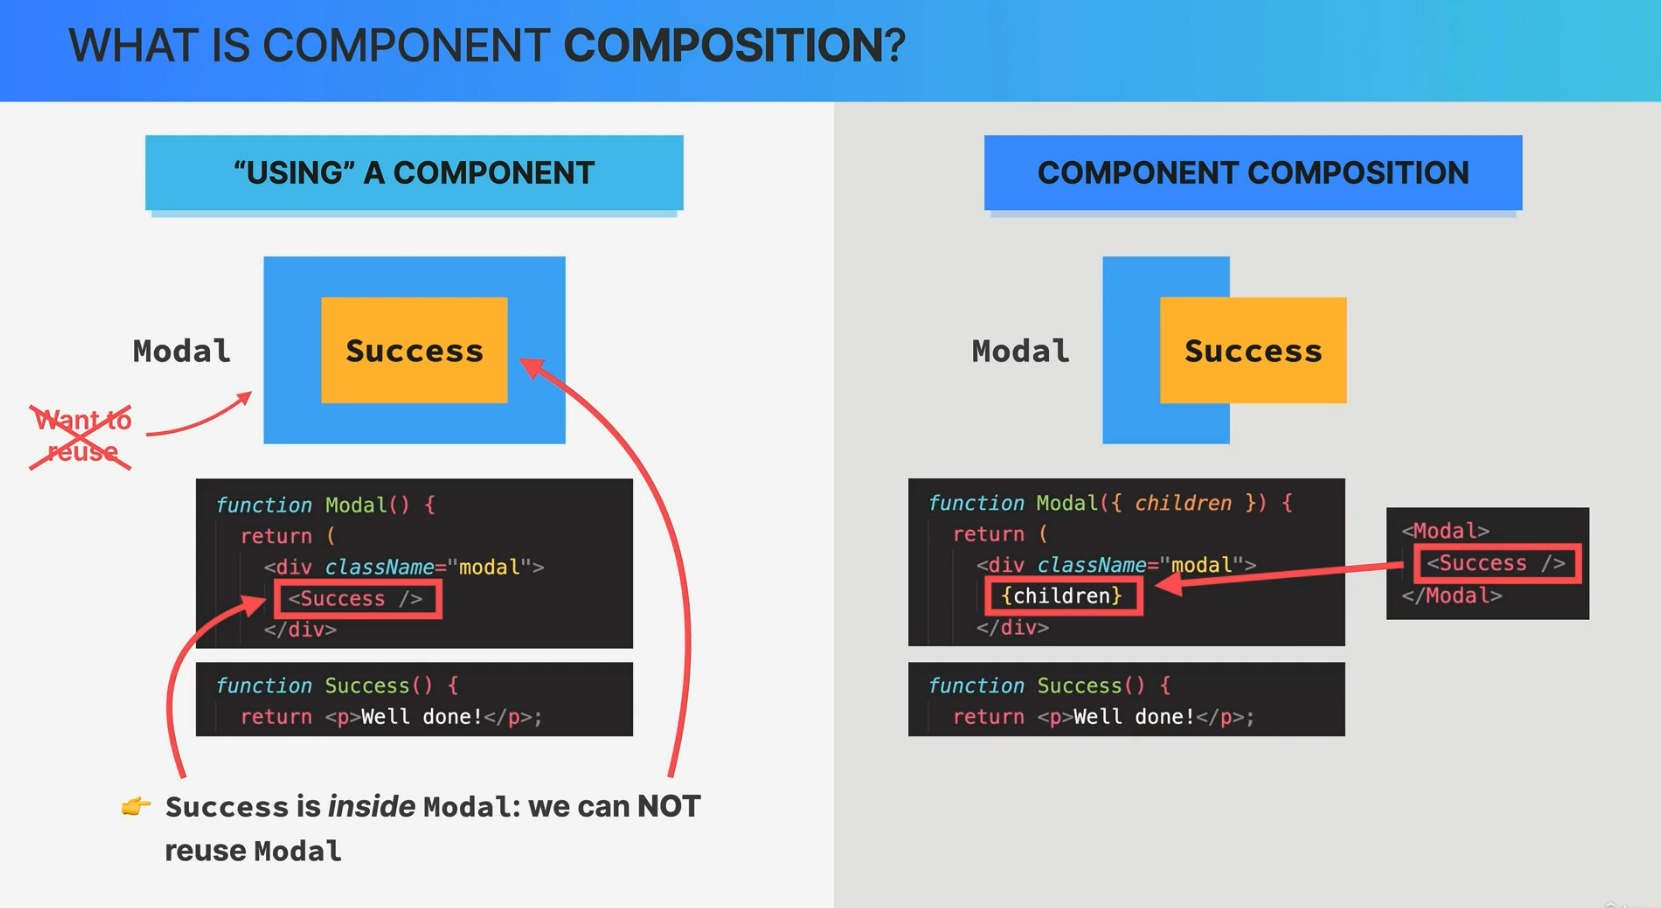 WHAT IS COMPONENT COMPOSITION?
“USING” A COMPONENT
Modal
Success
Want to
reuse
function Modal() {
return (
<div className="modal">
<Success />
</div>
function Success() {
return <p>Well done!</p>;
👉 Success is inside Modal: we can NOT
reuse Modal
COMPONENT COMPOSITION
Modal
Success
function Modal({ children }) {
return (
<div className="modal">
{children}
</div>
<Modal>
<Success />
</Modal>
function Success() {
return <p>Well done!</p>;